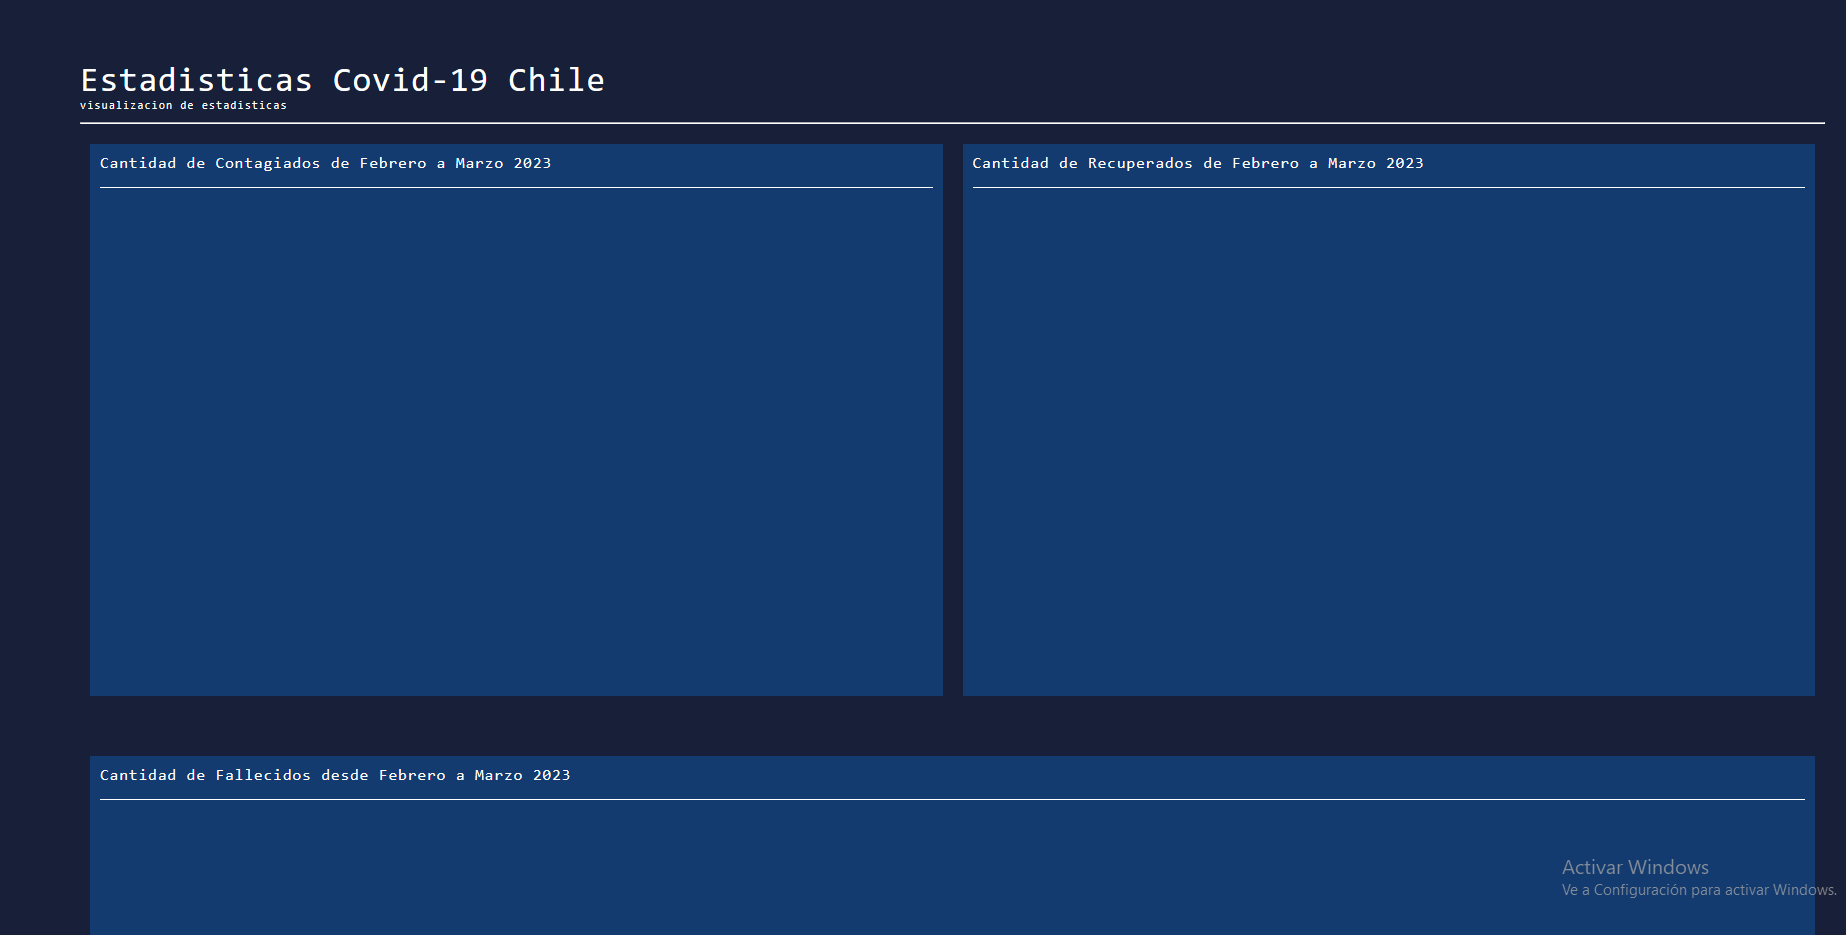 Estadisticas Covid-19 Chile
visualizacion de estadisticas
Cantidad de Contagiados de Febrero a Marzo 2023
Cantidad de Recuperados de Febrero a Marzo 2023
Cantidad de Fallecidos desde Febrero a Marzo 2023
Activar Windows
Ve a Configuración para activar Windows.